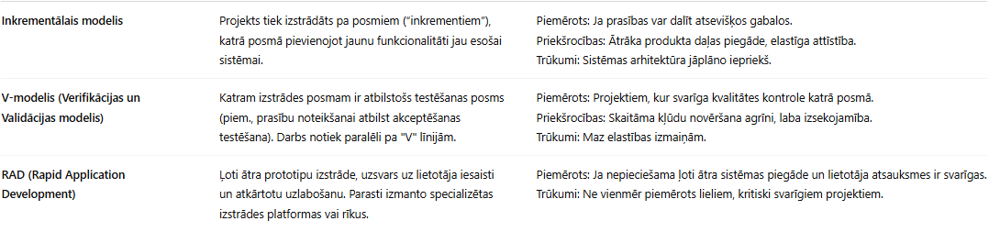 Inkrementālais modelis
Projekts tiek izstrādāts pa posmiem (“inkrementiem”),
katrā posmā pievienojot jaunu funkcionalitāti jau esošai
sistēmai.
Piemērots: Ja prasības var dalīt atsevišķos gabalos.
Priekšrocības: Ātrāka produkta daļas piegāde, elastīga attīstība.
Trūkumi: Sistēmas arhitektūra jāplāno iepriekš.
V-modelis (Verifikācijas un
Validācijas modelis)
Katram izstrādes posmam ir atbilstošs testēšanas posms
(piem., prasību noteikšanai atbilst akceptēšanas
testēšana). Darbs notiek paralēli pa "V" līnijām.
Piemērots: Projektiem, kur svarīga kvalitātes kontrole katrā posmā.
Priekšrocības: Skaitāma kļūdu novēršana agrīni, laba izsekojamība.
Trūkumi: Maz elastības izmaiņām.
RAD (Rapid Application
Development)
Ļoti ātra prototipu izstrāde, uzsvars uz lietotāja iesaisti
un atkārtotu uzlabošanu. Parasti izmanto specializētas
izstrādes platformas vai rīkus.
Piemērots: Ja nepieciešama ļoti ātra sistēmas piegāde un lietotāja atsauksmes ir svarīgas.
Trūkumi: Ne vienmēr piemērots lieliem, kritiski svarīgiem projektiem.